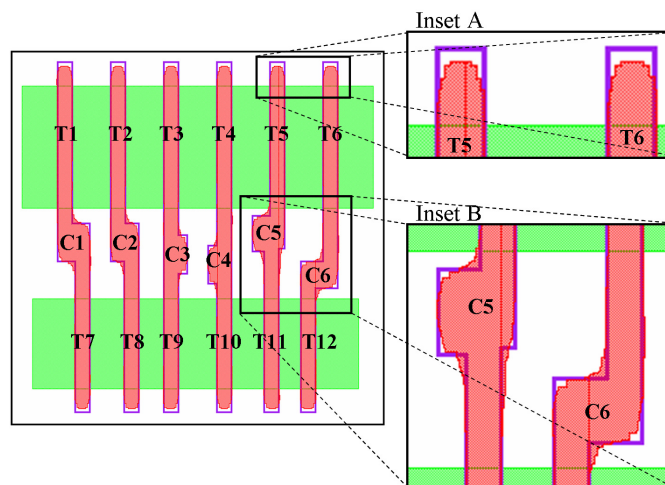 Inset A
T1 T2 T3 T4 T5 T6
T5 T6
Inset B
C1 C2 C3 C4 C5 C6
C5 C6
T7 T8 T9 T10 T11 T12